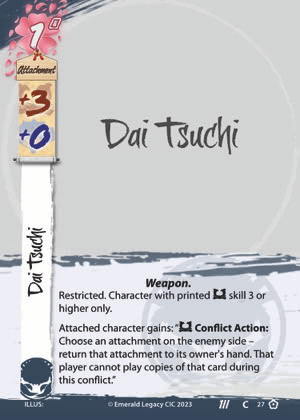 1
Attachment
+3
+0
Dai Tsuchi
Dai Tsuchi
Weapon.
Restricted. Character with printed skill 3 or
higher only.
Attached character gains: “ Conflict Action:
Choose an attachment on the enemy side –
return that attachment to its owner's hand. That
player cannot play copies of that card during
this conflict.”
ILLUS:
© Emerald Legacy CIC 2023
C
27